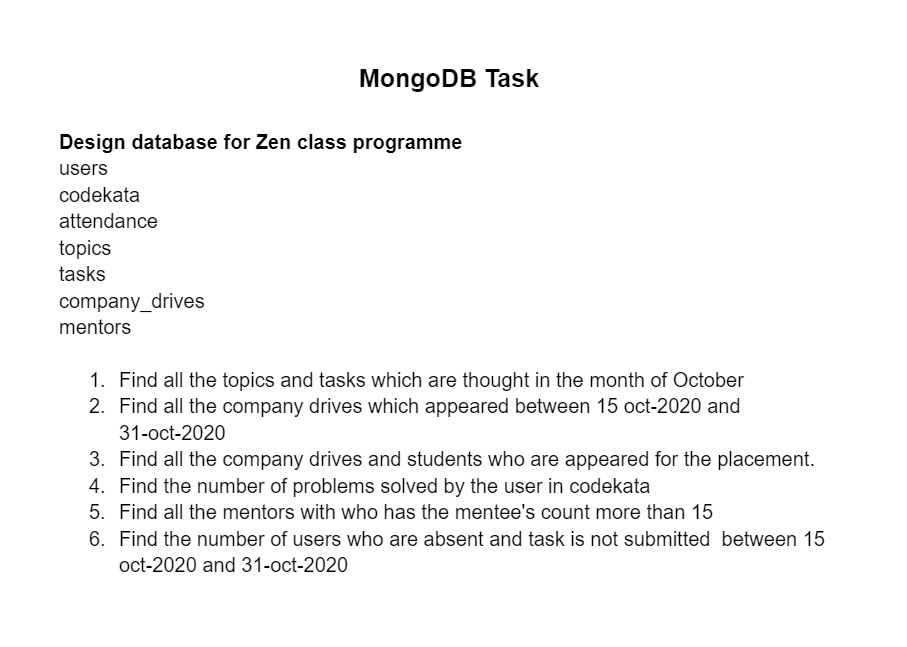 MongoDB Task
Design database for Zen class programme
users
codekata
attendance
topics
tasks
company_drives
mentors
1. Find all the topics and tasks which are thought in the month of October
2. Find all the company drives which appeared between 15 oct-2020 and
31-oct-2020
3. Find all the company drives and students who are appeared for the placement.
4. Find the number of problems solved by the user in codekata
5. Find all the mentors with who has the mentee's count more than 15
6. Find the number of users who are absent and task is not submitted  between 15
oct-2020 and 31-oct-2020